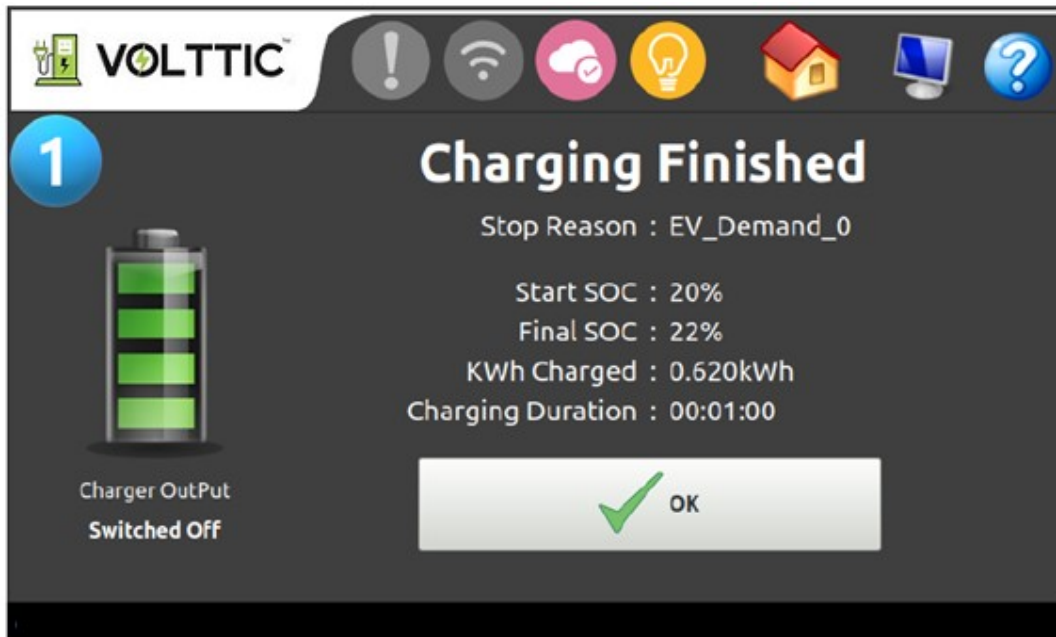 VOLTTIC™
1
Charging Finished
Stop Reason : EV_Demand_0
Start SOC : 20%
Final SOC : 22%
KWh Charged : 0.620kWh
Charging Duration : 00:01:00
Charger OutPut
Switched Off
OK